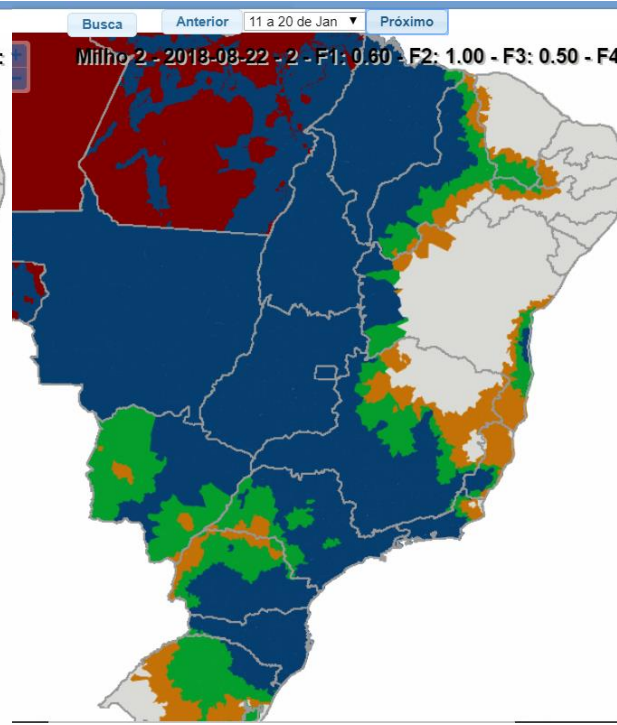 Busca
Anterior
11 a 20 de Jan ▼
Próximo
Milho 2 - 2018-08-22 - 2 - F1: 0.60 - F2: 1.00 - F3: 0.50 - F4
+
-